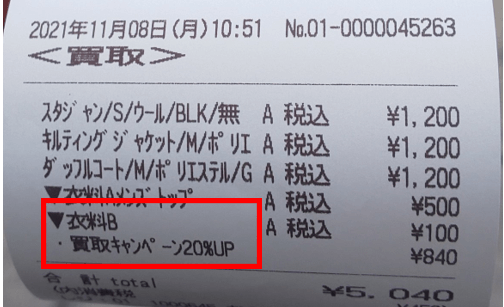 2021年11月08日(月)10:51 No.01-0000045263
<買取>
スタジャン/S/ウール/BLK/無 A 税込 ¥1,200
キルティングジャケット/M/ポリエ A 税込 ¥1,200
ダッフルコート/M/ポリエステル/G A 税込 ¥1,200
▼衣料Aメンズトップ A 税込 ¥500
▼衣料B A 税込 ¥100
・買取キャンペーン20%UP ¥840
合 計 total ¥5,040